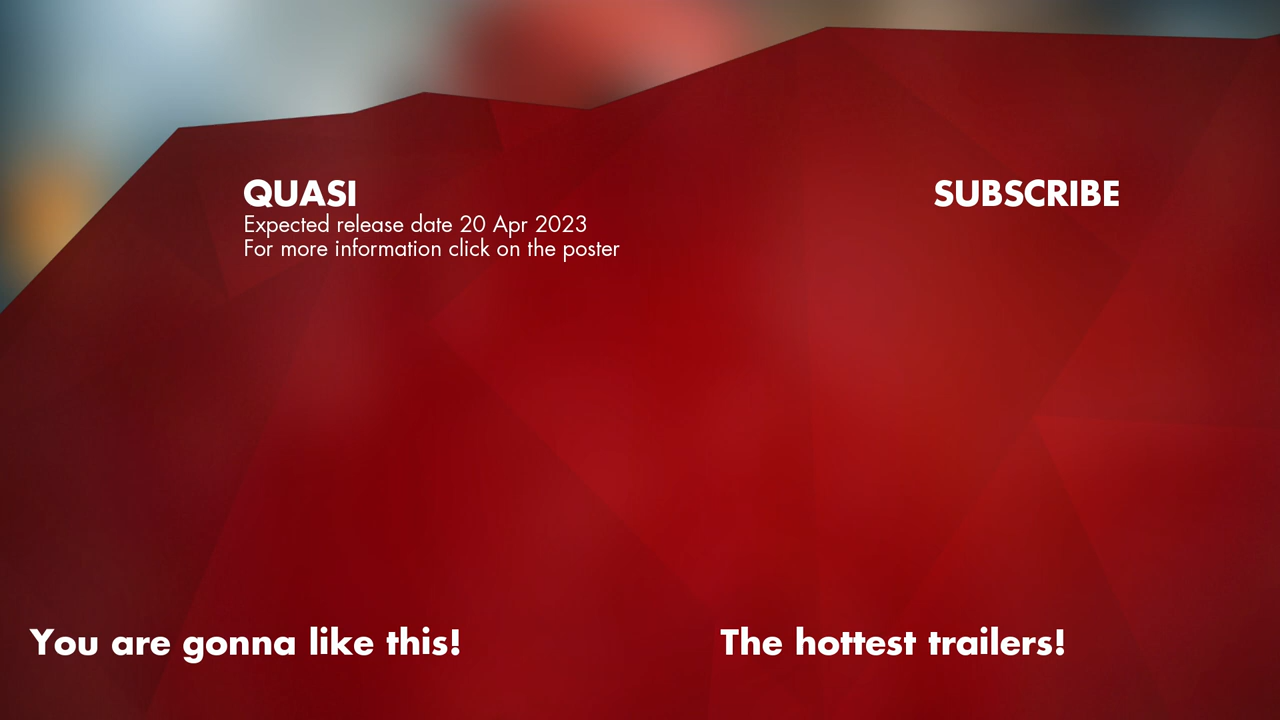 QUASI
Expected release date 20 Apr 2023
For more information click on the poster
SUBSCRIBE
You are gonna like this!
The hottest trailers!